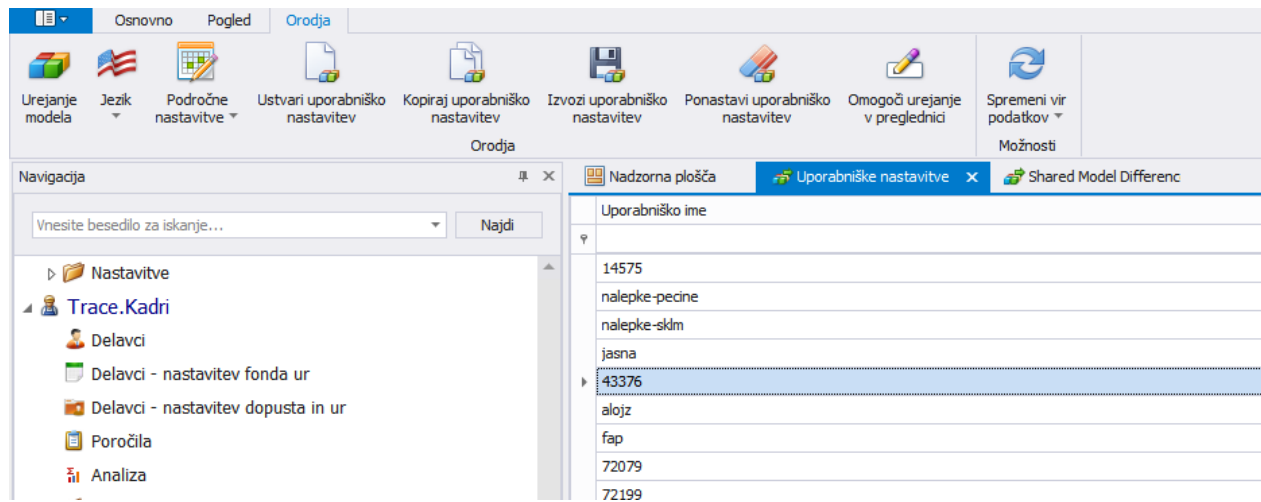 Osnovno Pogled Orodja
Urejanje modela
Jezik
Področne nastavitve
Ustvari uporabniško nastavitev
Kopiraj uporabniško nastavitev
Izvozi uporabniško nastavitev
Ponastavi uporabniško nastavitev
Omogoči urejanje v preglednici
Spremeni vir podatkov
Orodja
Možnosti
Navigacija
Vnesite besedilo za iskanje...
Najdi
Nastavitve
Trace.Kadri
Delavci
Delavci - nastavitev fonda ur
Delavci - nastavitev dopusta in ur
Poročila
Analiza
Nadzorna plošča
Uporabniške nastavitve
Shared Model Differenc
Uporabniško ime
14575
nalepke-pecine
nalepke-sklm
jasna
43376
alojz
fap
72079
72199